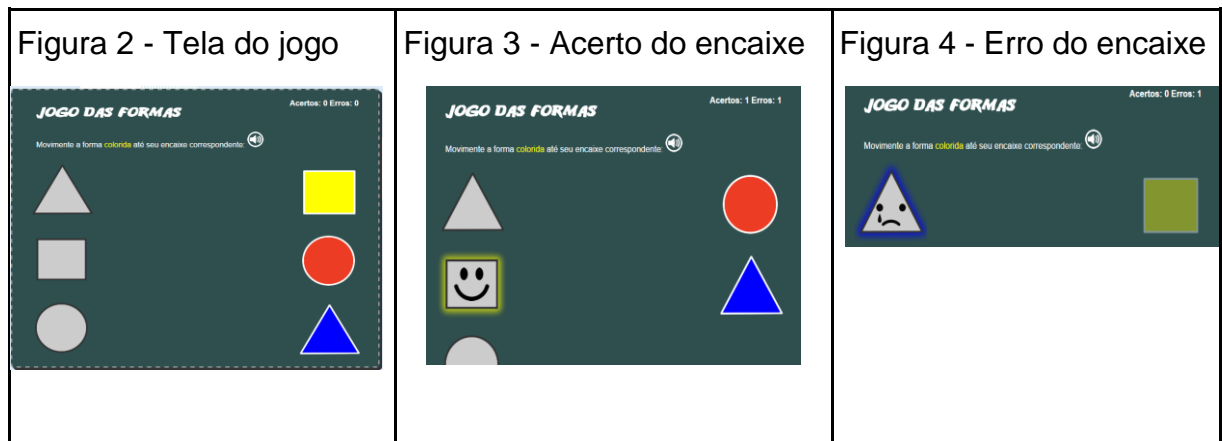 Figura 2 - Tela do jogo
JOGO DAS FORMAS
Acertos: 0 Erros: 0
Movimente a forma colorida até seu encaixe correspondente:
Figura 3 - Acerto do encaixe
JOGO DAS FORMAS
Acertos: 1 Erros: 1
Movimente a forma colorida até seu encaixe correspondente:
Figura 4 - Erro do encaixe
JOGO DAS FORMAS
Acertos: 0 Erros: 1
Movimente a forma colorida até seu encaixe correspondente: